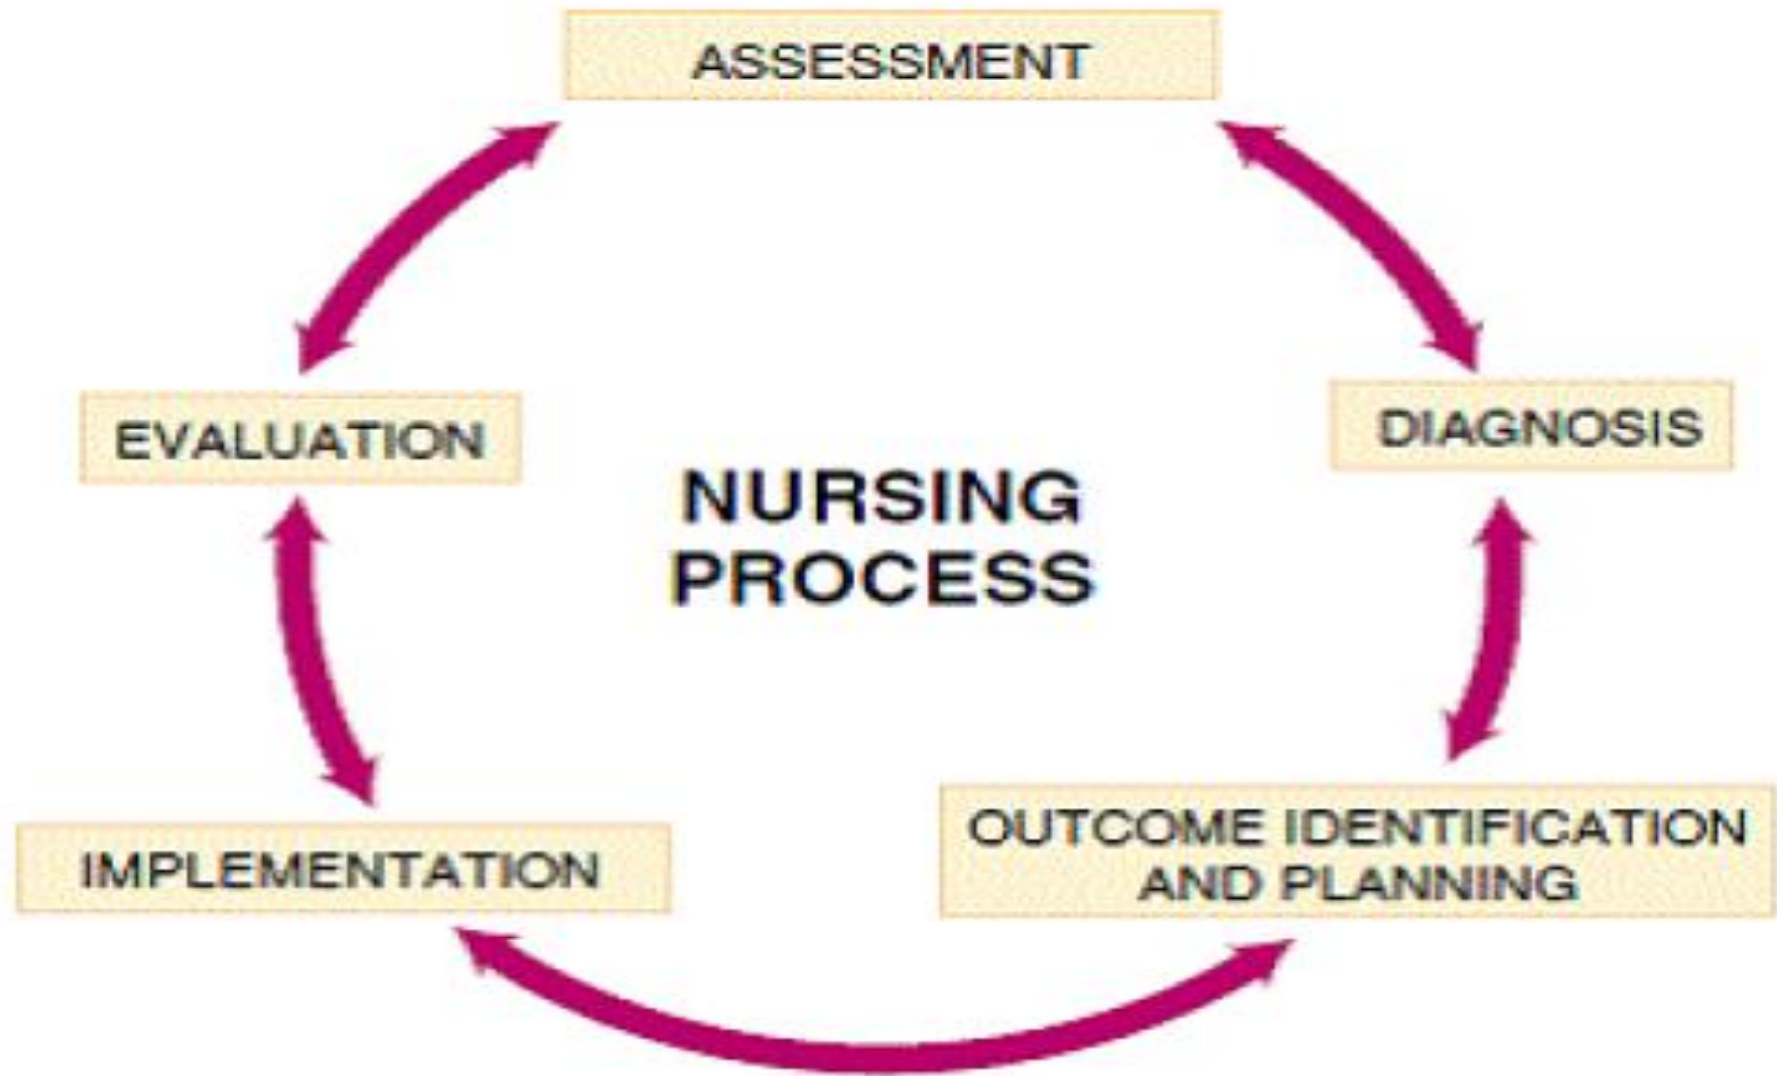 ASSESSMENT
DIAGNOSIS
OUTCOME IDENTIFICATION
AND PLANNING
IMPLEMENTATION
EVALUATION
NURSING
PROCESS